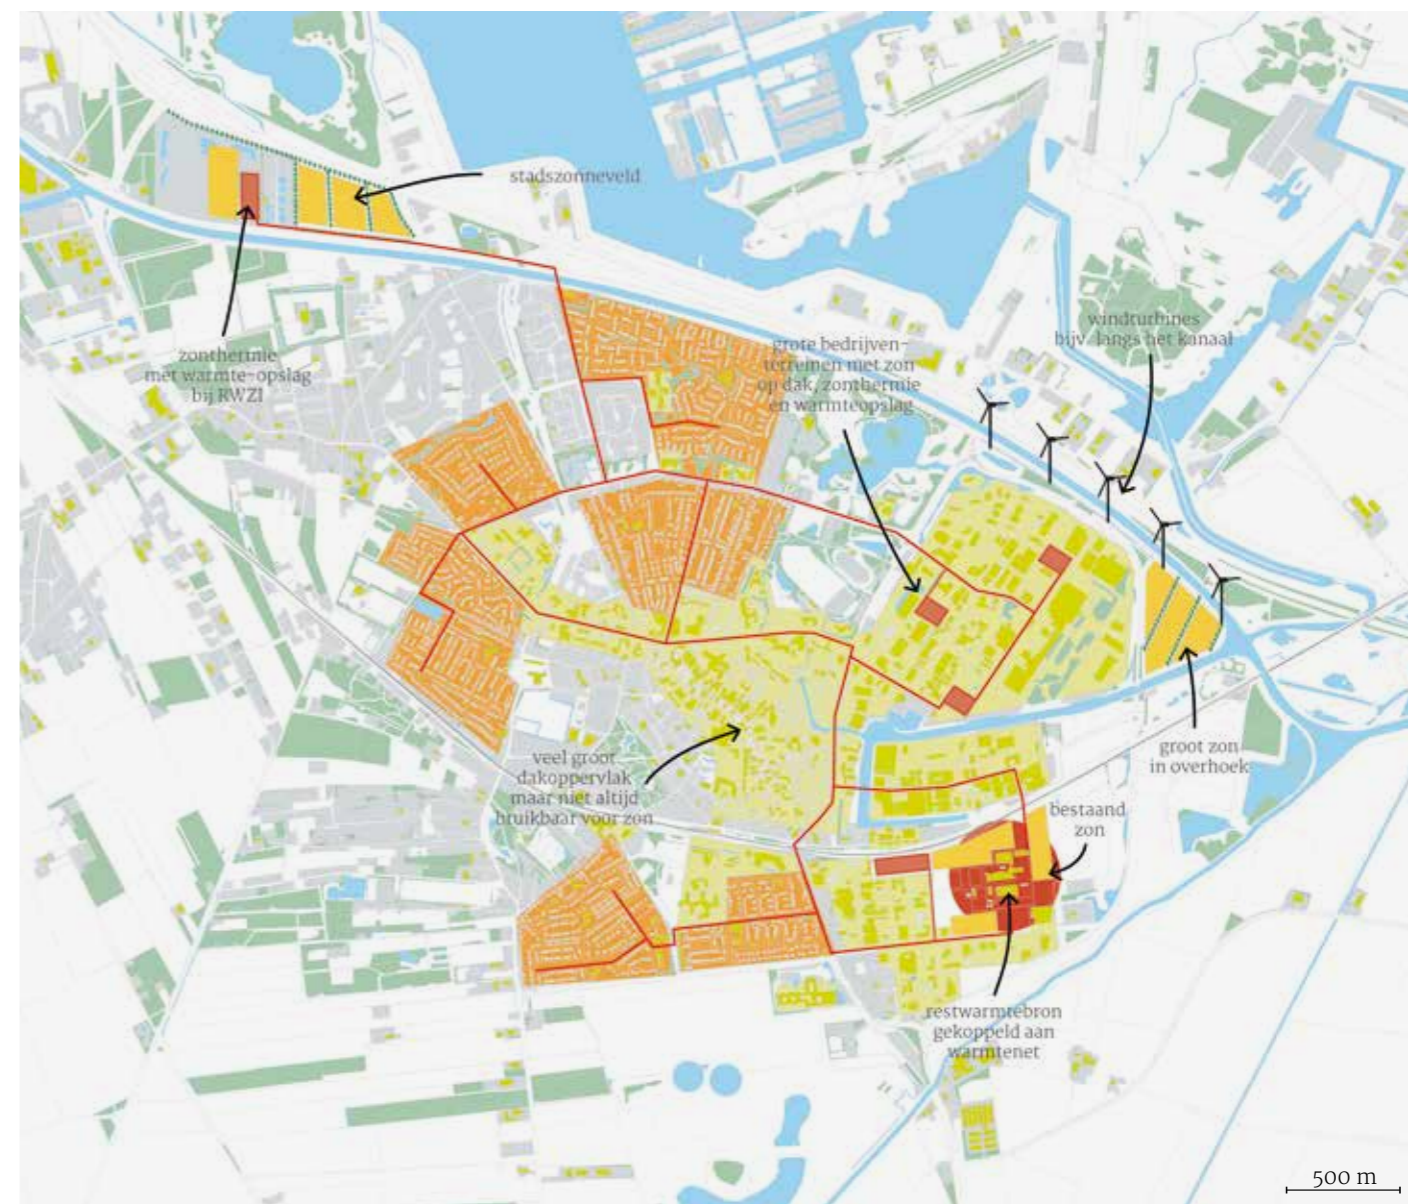 stadszonneveld
zonthermie
met warmte-opslag
bij RWZI
grote bedrijven-
terreinen met zon
op dak, zonthermie
en warmteopslag
windturbines
bijv. langs het kanaal
veel groot
dakoppervlak
maar niet altijd
bruikbaar voor zon
groot zon
in overhoek
bestaand
zon
restwarmtebron
gekoppeld aan
warmtenet
500 m